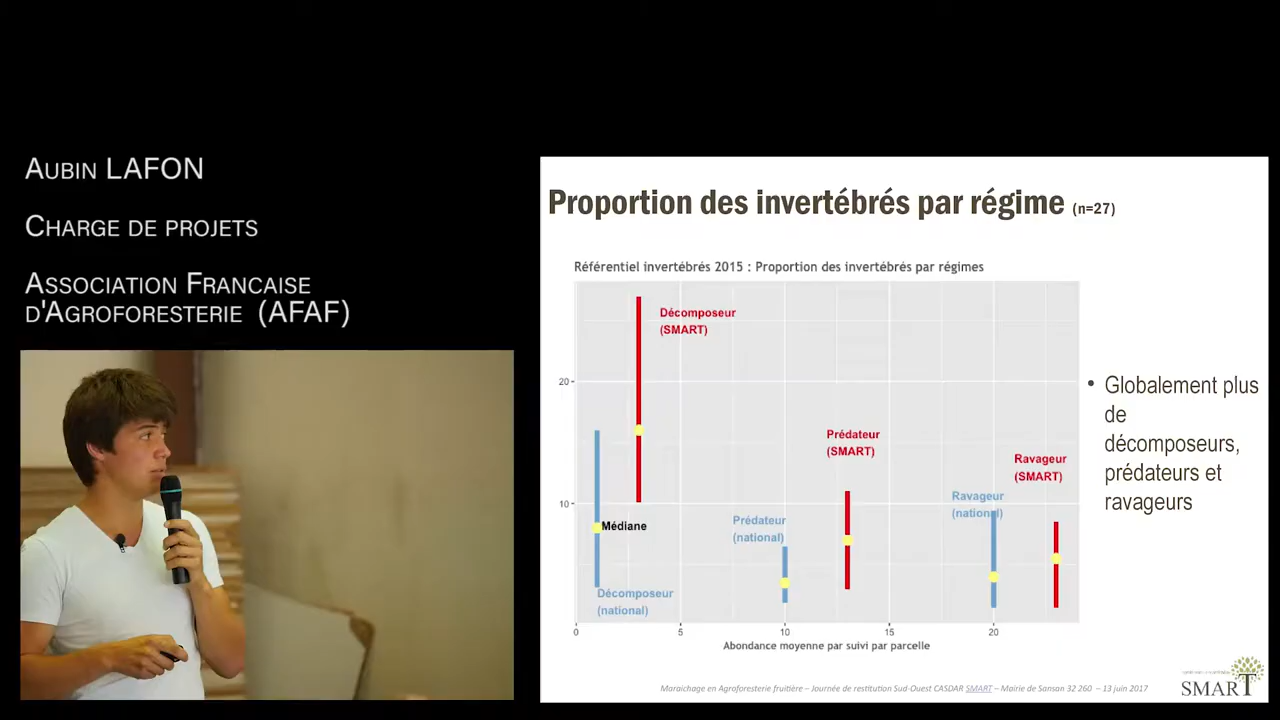 AUBIN LAFON
CHARGE DE PROJETS
ASSOCIATION FRANCAISE
D'AGROFORESTERIE (AFAF)
Proportion des invertébrés par régime (n=27)
Référentiel invertébrés 2015 : Proportion des invertébrés par régimes
Décomposeur
(SMART)
20
Prédateur
(SMART)
Ravageur
(SMART)
Ravageur
(national)
10
Médiane
Prédateur
(national)
Décomposeur
(national)
0 5 10 15 20
Abondance moyenne par suivi par parcelle
• Globalement plus
de
décomposeurs,
prédateurs et
ravageurs
Maraichage en Agroforesterie fruitière – Journée de restitution Sud-Ouest CASDAR SMART – Mairie de Sansan 32 260 – 13 juin 2017
SMART